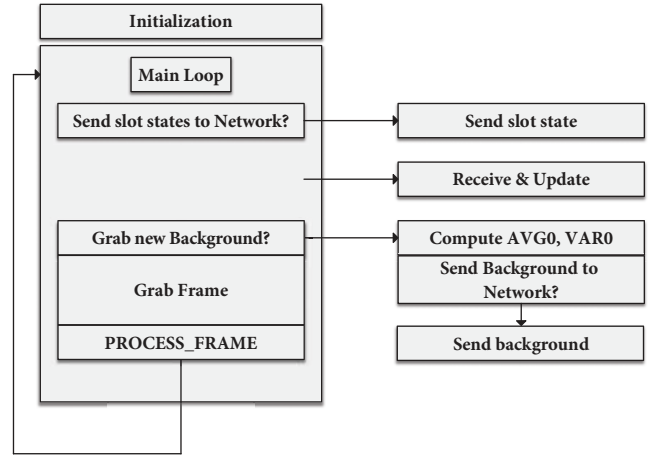 Initialization
Main Loop
Send slot states to Network?
Send slot state
Receive & Update
Grab new Background?
Compute AVG0, VAR0
Send Background to
Network?
Grab Frame
PROCESS_FRAME
Send background